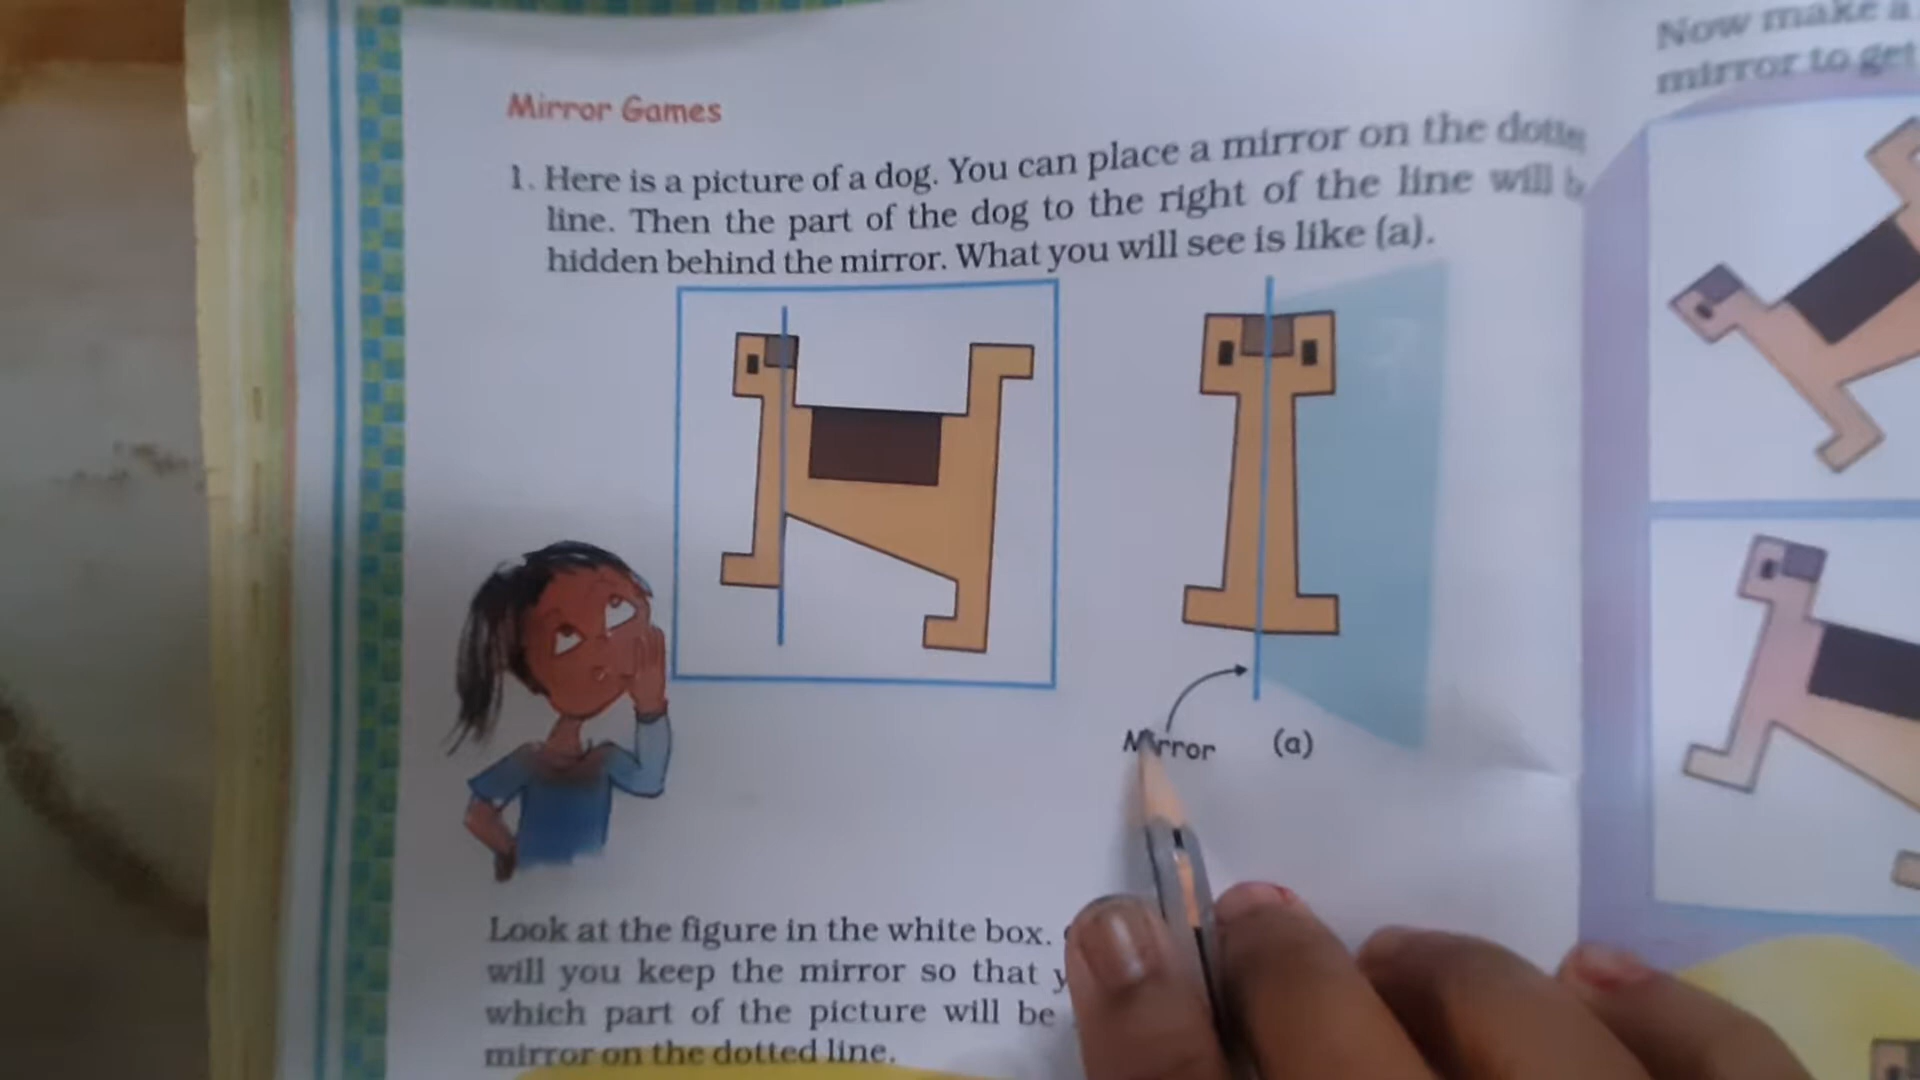 Mirror Games
1. Here is a picture of a dog. You can place a mirror on the
line. Then the part of the dog to the right of the line will
hidden behind the mirror. What you will see is like (a).
Mirror (a)
Look at the figure in the white box.
will you keep the mirror so that
which part of the picture will be
mirror on the dotted line.
Now make a
mirror to get